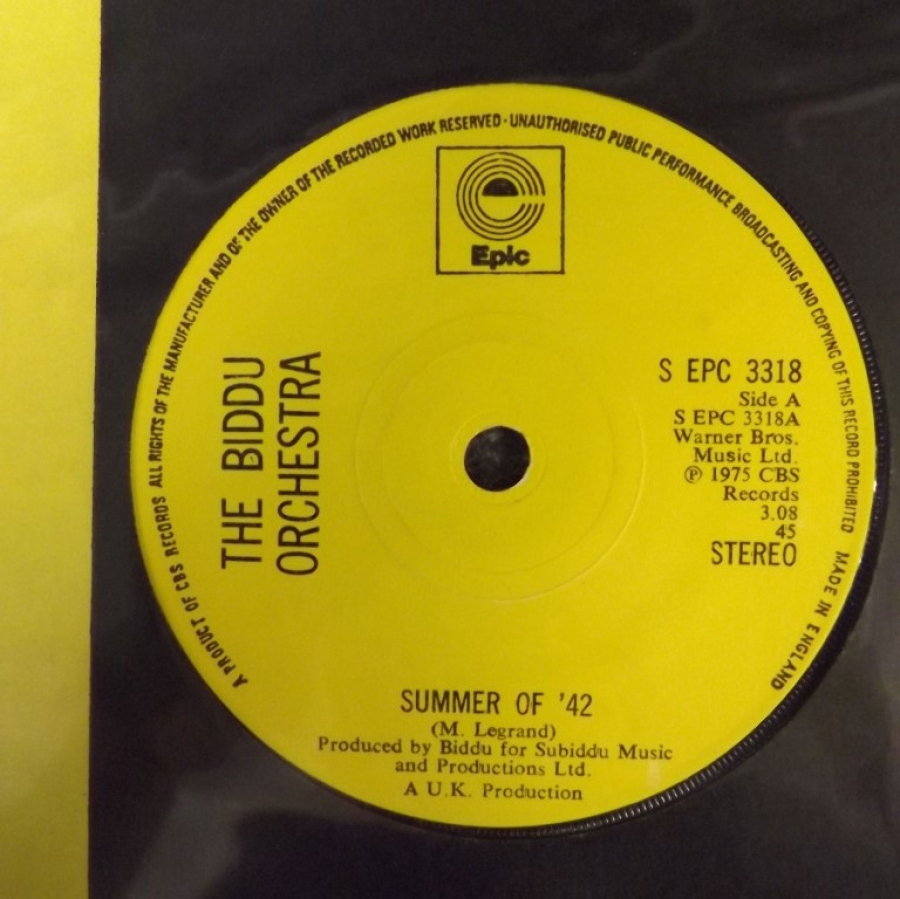 A PRODUCT OF CBS RECORDS ALL RIGHTS OF THE MANUFACTURER AND OF THE OWNER OF THE RECORDED WORK RESERVED · UNAUTHORISED PUBLIC PERFORMANCE BROADCASTING AND COPYING OF THIS RECORD PROHIBITED MADE IN ENGLAND
Epic
THE BIDDU
ORCHESTRA
S EPC 3318
Side A
S EPC 3318A
Warner Bros.
Music Ltd.
℗ 1975 CBS
Records
3.08
45
STEREO
SUMMER OF '42
(M. Legrand)
Produced by Biddu for Subiddu Music
and Productions Ltd.
A U.K. Production